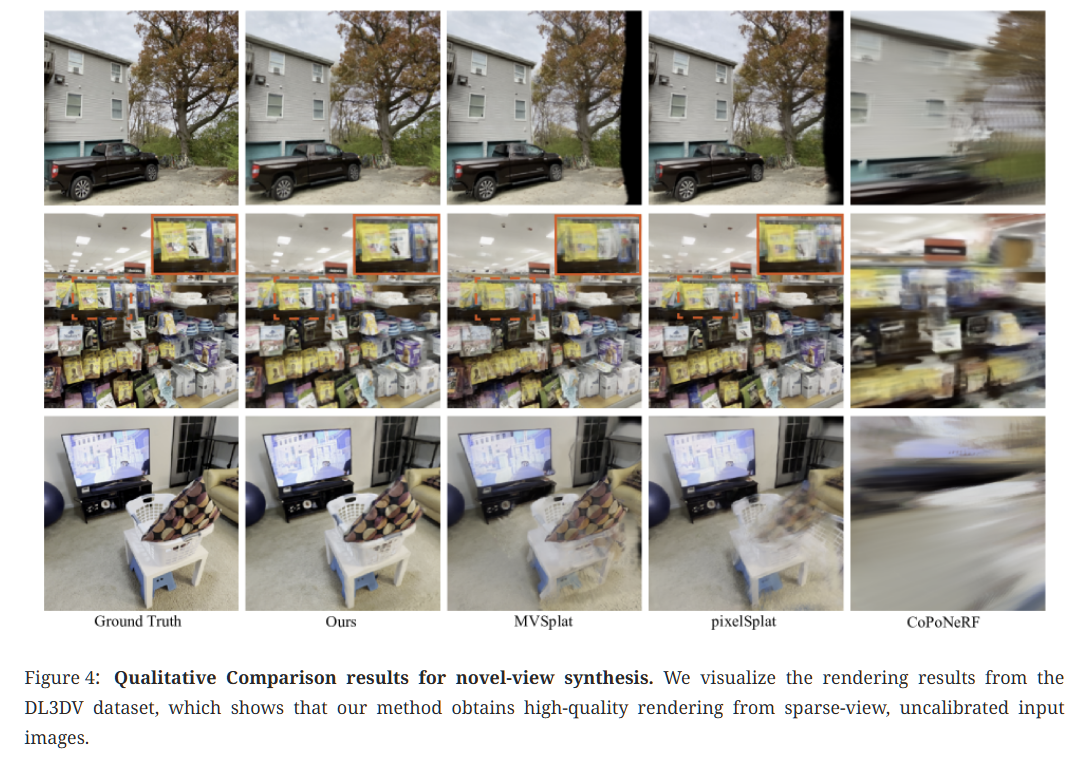 Ground Truth
Ours
MVSplat
pixelSplat
CoPoNeRF
Figure 4: Qualitative Comparison results for novel-view synthesis. We visualize the rendering results from the
DL3DV dataset, which shows that our method obtains high-quality rendering from sparse-view, uncalibrated input
images.